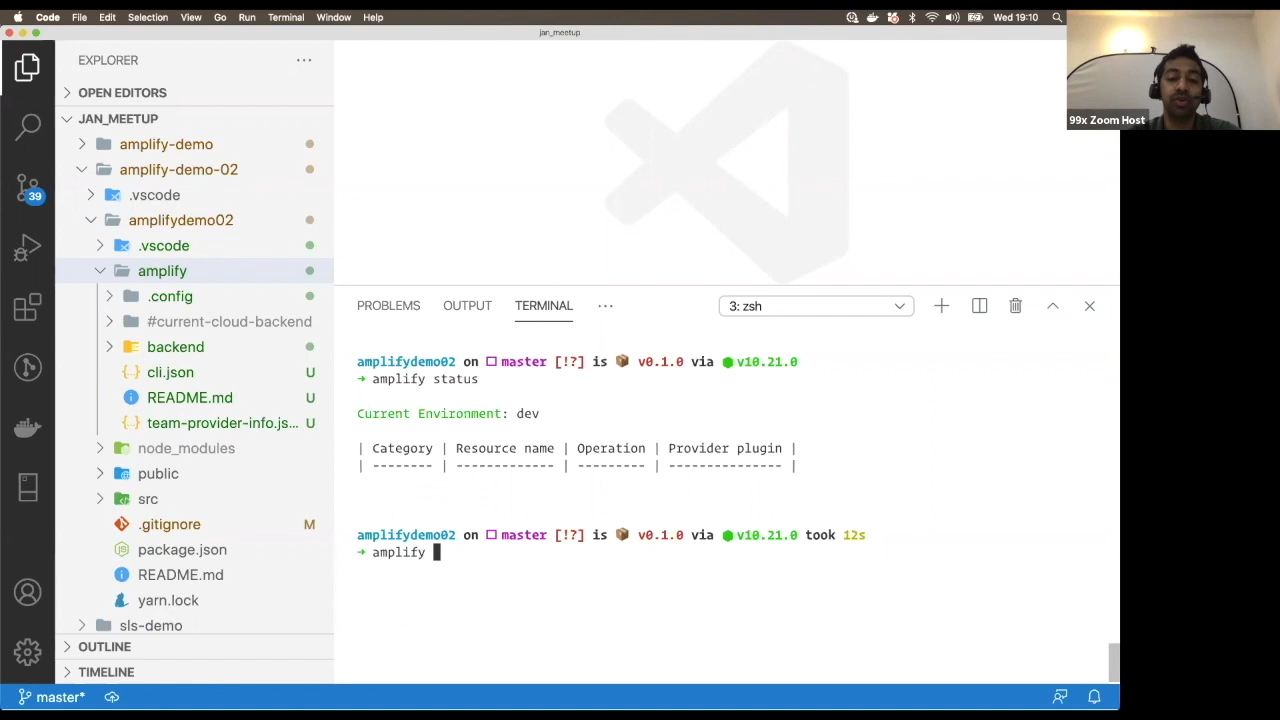 Code File Edit Selection View Go Run Terminal Window Help Wed 19:10
jan_meetup
99x Zoom Host
EXPLORER
OPEN EDITORS
JAN_MEETUP
amplify-demo
amplify-demo-02
.vscode
amplifydemo02
.vscode
amplify
.config
#current-cloud-backend
backend
cli.json U
README.md U
team-provider-info.js... U
node_modules
public
src
.gitignore M
package.json
README.md
yarn.lock
sls-demo
OUTLINE
TIMELINE
39
PROBLEMS OUTPUT TERMINAL ··· 3: zsh
amplifydemo02 on master [!?] is 📦 v0.1.0 via ⬢ v10.21.0
➜ amplify status
Current Environment: dev
| Category | Resource name | Operation | Provider plugin |
| -------- | ------------- | --------- | --------------- |
amplifydemo02 on master [!?] is 📦 v0.1.0 via ⬢ v10.21.0 took 12s
➜ amplify
master*